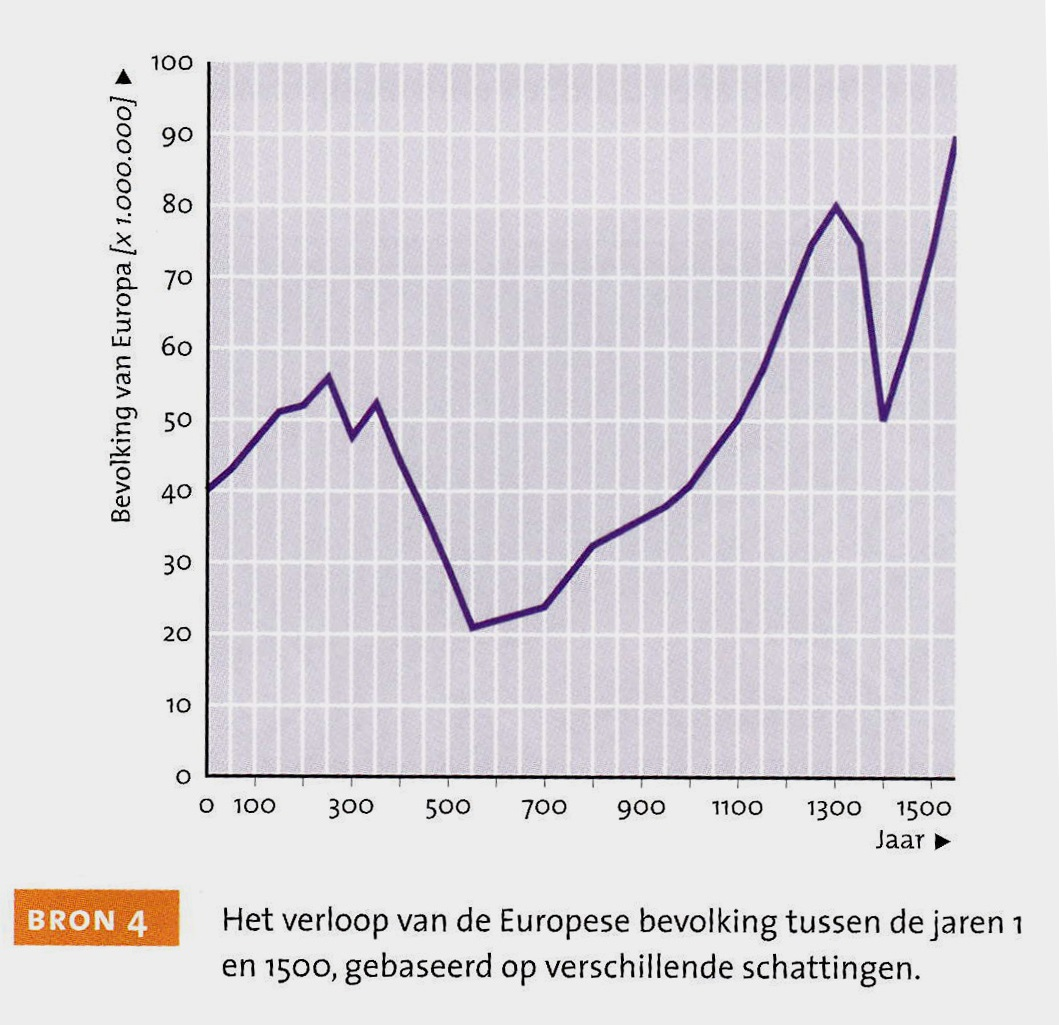 100
90
80
70
60
50
40
30
20
10
0
Bevolking van Europa [x 1.000.000] ▲
0 100 300 500 700 900 1100 1300 1500
Jaar ▶
BRON 4
Het verloop van de Europese bevolking tussen de jaren 1
en 1500, gebaseerd op verschillende schattingen.